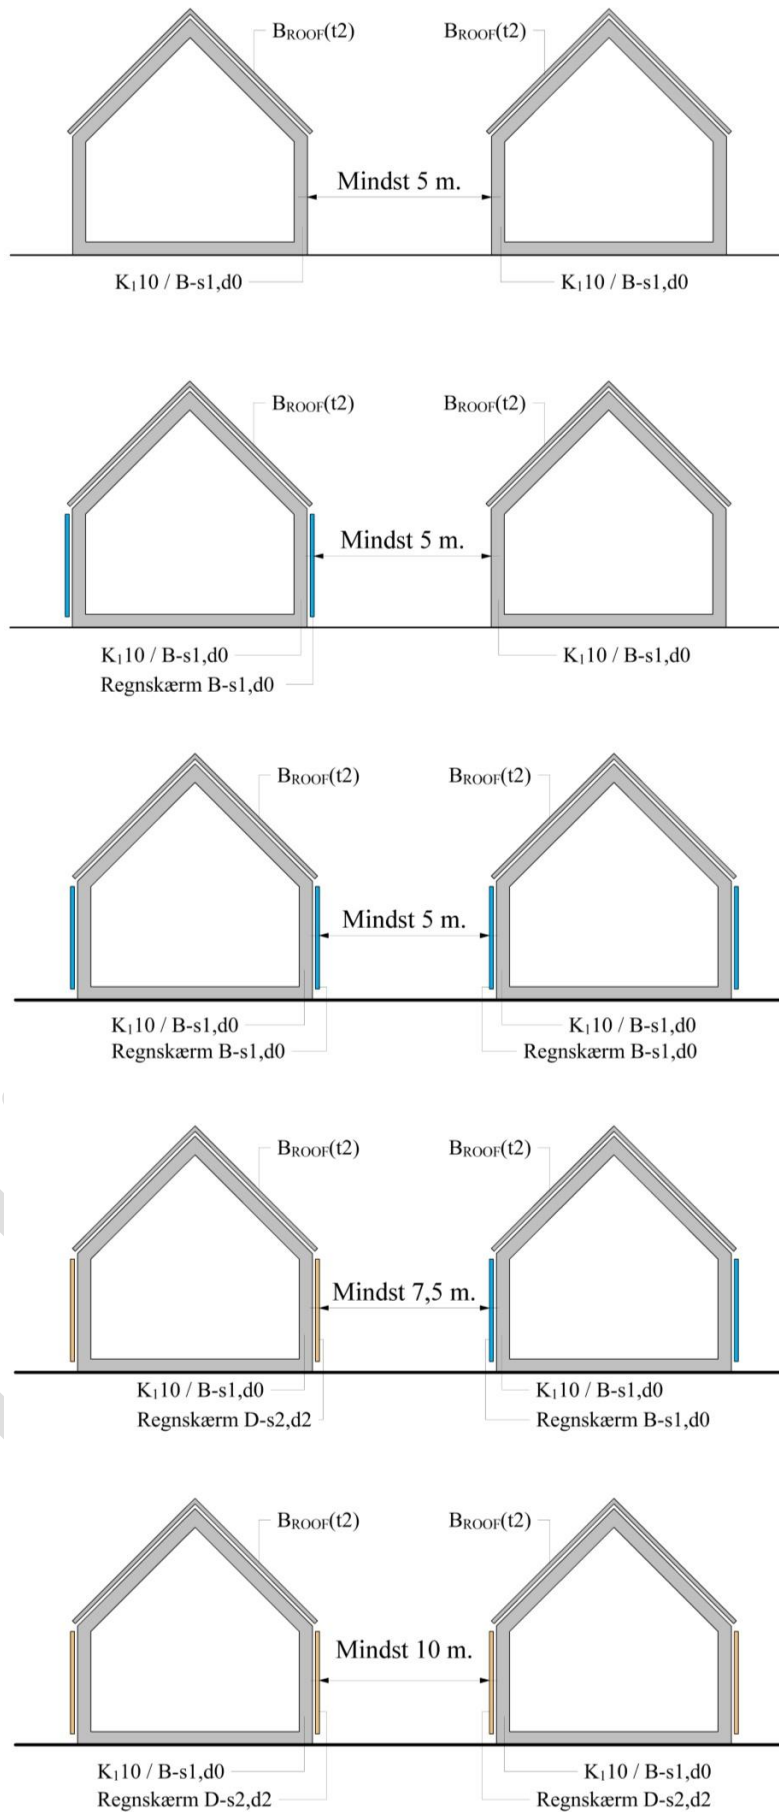 BROOF(t2) BROOF(t2)
Mindst 5 m.
K₁10 / B-s1,d0 K₁10 / B-s1,d0
BROOF(t2) BROOF(t2)
Mindst 5 m.
K₁10 / B-s1,d0 K₁10 / B-s1,d0
Regnskærm B-s1,d0
BROOF(t2) BROOF(t2)
Mindst 5 m.
K₁10 / B-s1,d0 K₁10 / B-s1,d0
Regnskærm B-s1,d0 Regnskærm B-s1,d0
BROOF(t2) BROOF(t2)
Mindst 7,5 m.
K₁10 / B-s1,d0 K₁10 / B-s1,d0
Regnskærm D-s2,d2 Regnskærm B-s1,d0
BROOF(t2) BROOF(t2)
Mindst 10 m.
K₁10 / B-s1,d0 K₁10 / B-s1,d0
Regnskærm D-s2,d2 Regnskærm D-s2,d2